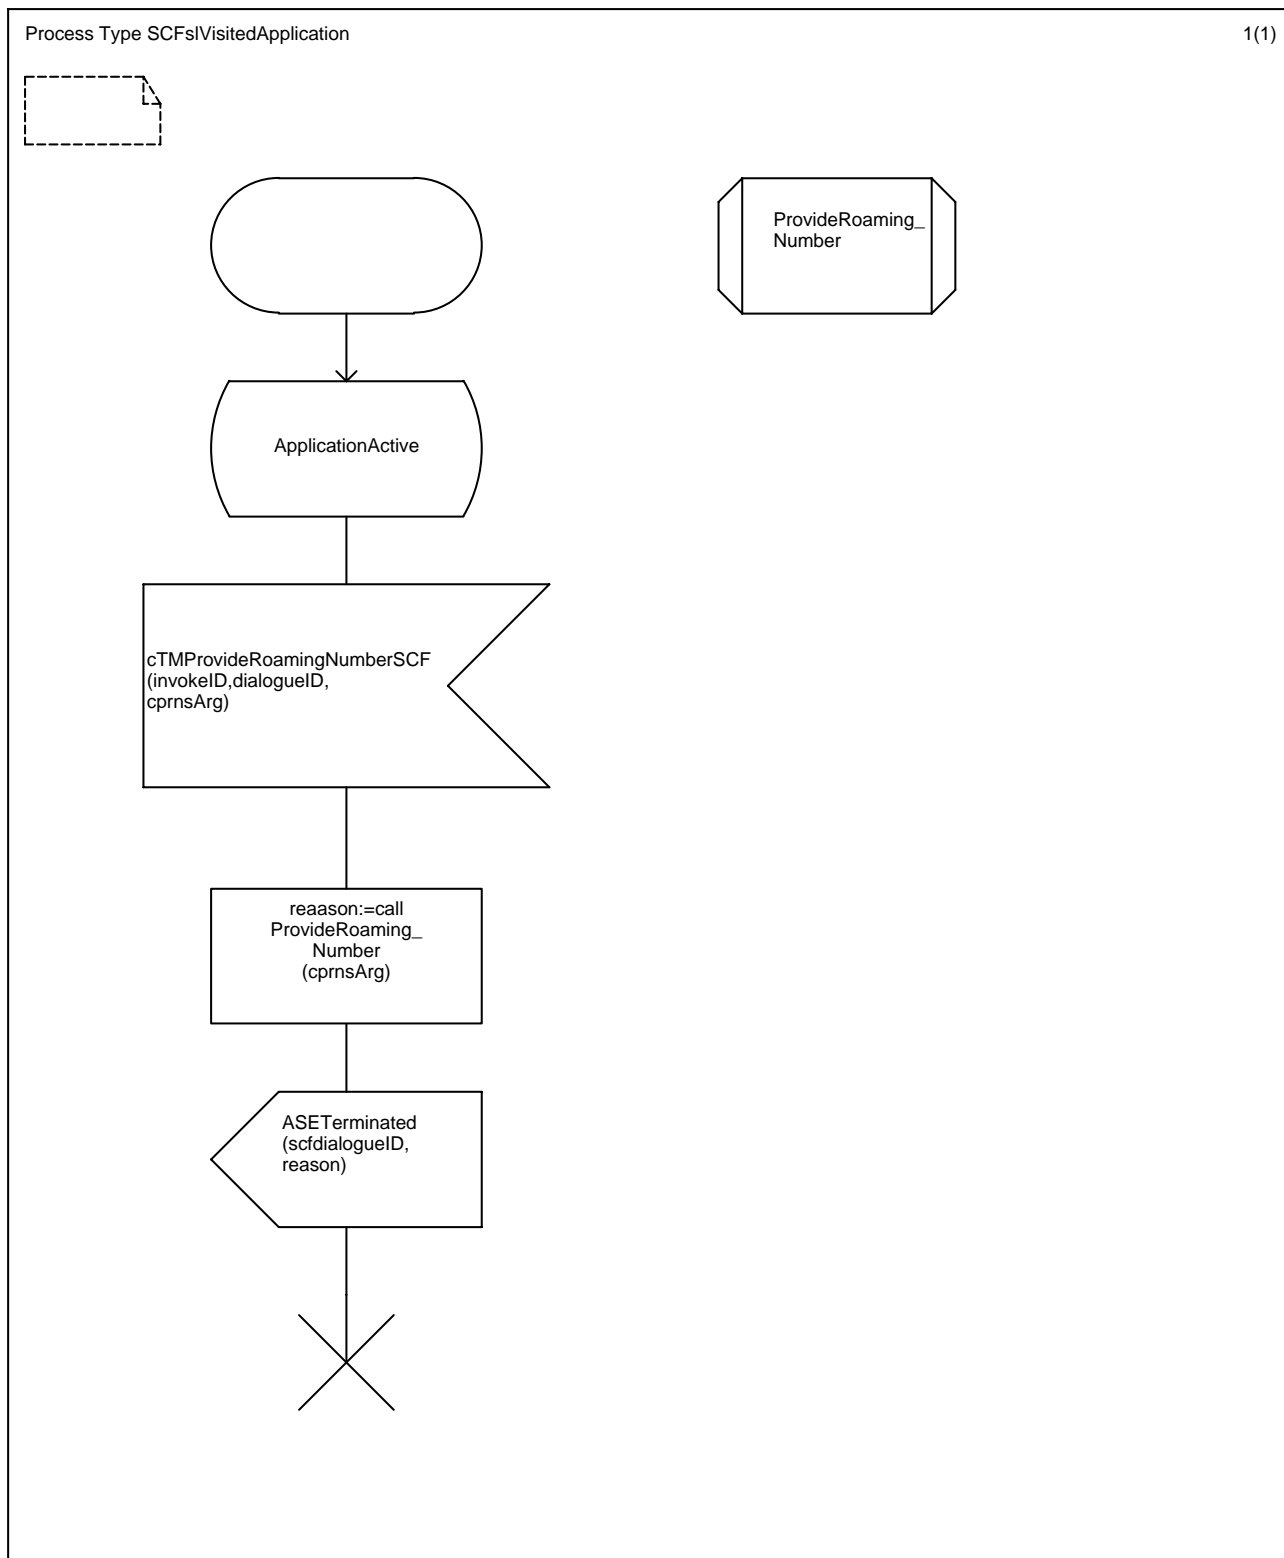 Process Type SCFslVisitedApplication
1(1)
ProvideRoaming_
Number
ApplicationActive
cTMProvideRoamingNumberSCF
(invokeID,dialogueID,
cprnsArg)
reaason:=call
ProvideRoaming_
Number
(cprnsArg)
ASETerminated
(scfdialogueID,
reason)